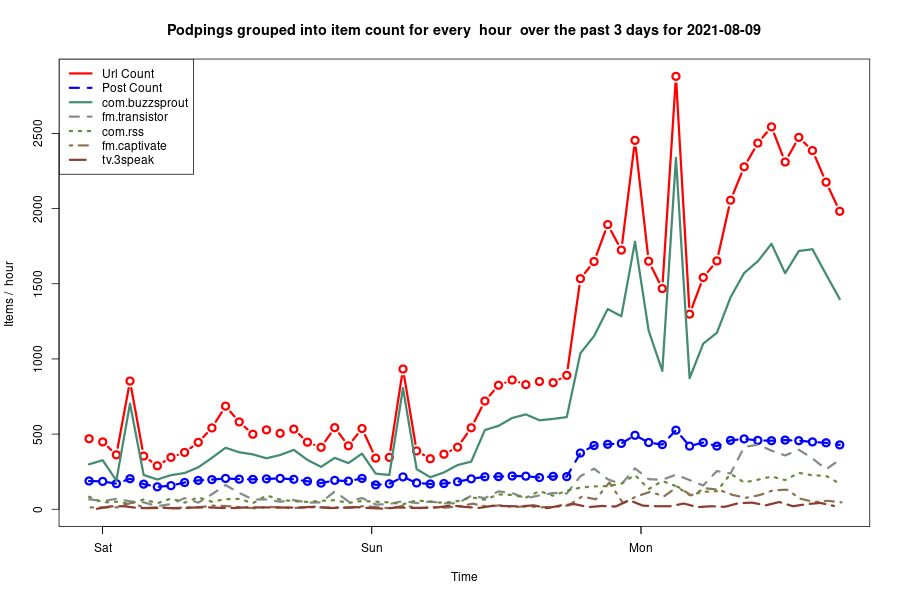 Podpings grouped into item count for every  hour  over the past 3 days for 2021-08-09
Url Count
Post Count
com.buzzsprout
fm.transistor
com.rss
fm.captivate
tv.3speak
2500
2000
1500
1000
500
0
Items /  hour
Sat
Sun
Mon
Time